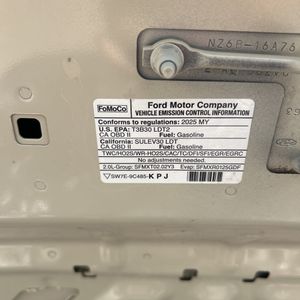 NZ6B-16A76
FoMoCo
Ford Motor Company
VEHICLE EMISSION CONTROL INFORMATION
Conforms to regulations: 2025 MY
U.S. EPA: T3B30 LDT2
CA OBD II Fuel: Gasoline
California: SULEV30 LDT
CA OBD II Fuel: Gasoline
TWC/HO2S/WR-HO2S/CAC/TC/DFI/SFI/EGR/EGRC
No adjustments needed.
2.0L-Group: SFMXT02.02Y3 Evap: SFMXR0125GDF
SW7E-9C485-KPJ